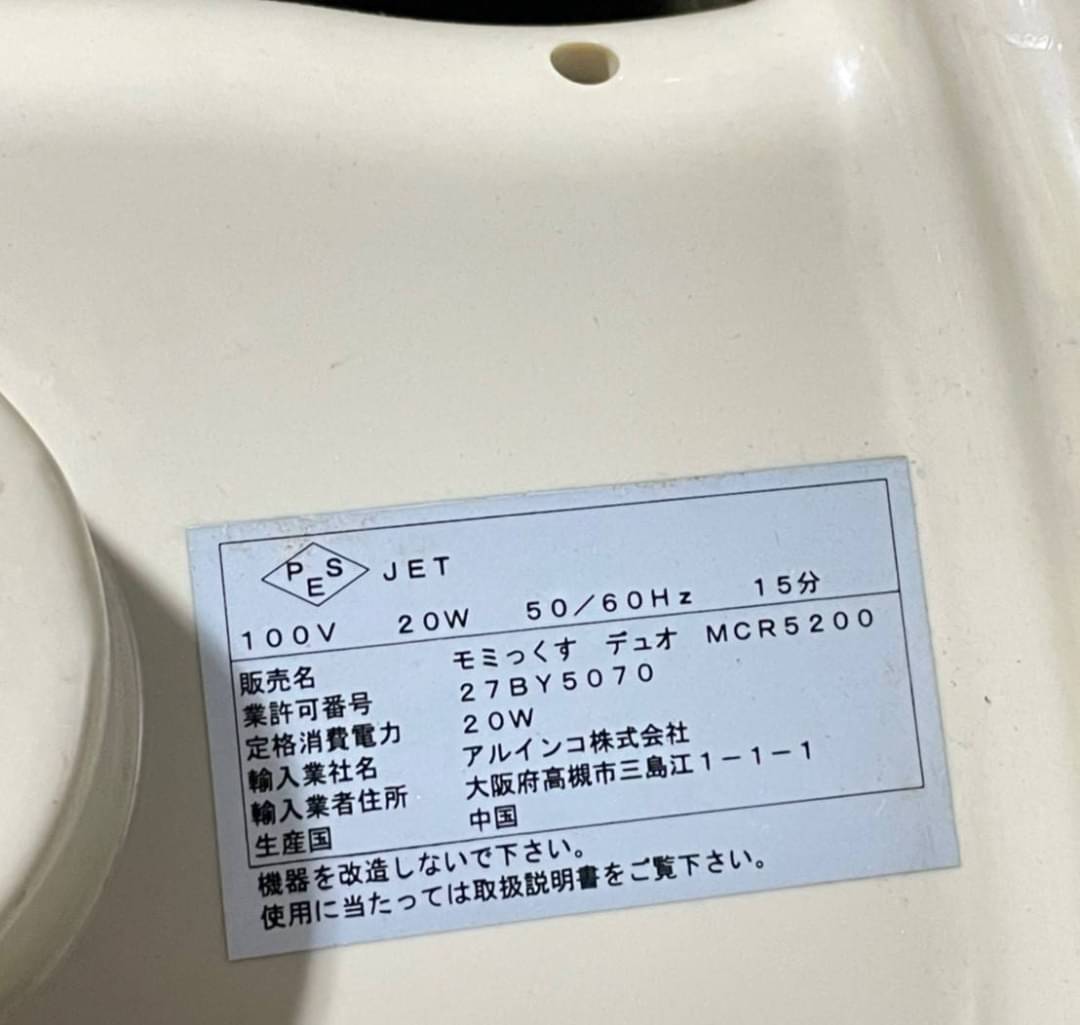 PES JET
100V 20W 50/60Hz 15分
販売名 モミっくす デュオ MCR5200
業許可番号 27BY5070
定格消費電力 20W
輸入業社名 アルインコ株式会社
輸入業者住所 大阪府高槻市三島江1-1-1
生産国 中国
機器を改造しないで下さい。
使用に当たっては取扱説明書をご覧下さい。